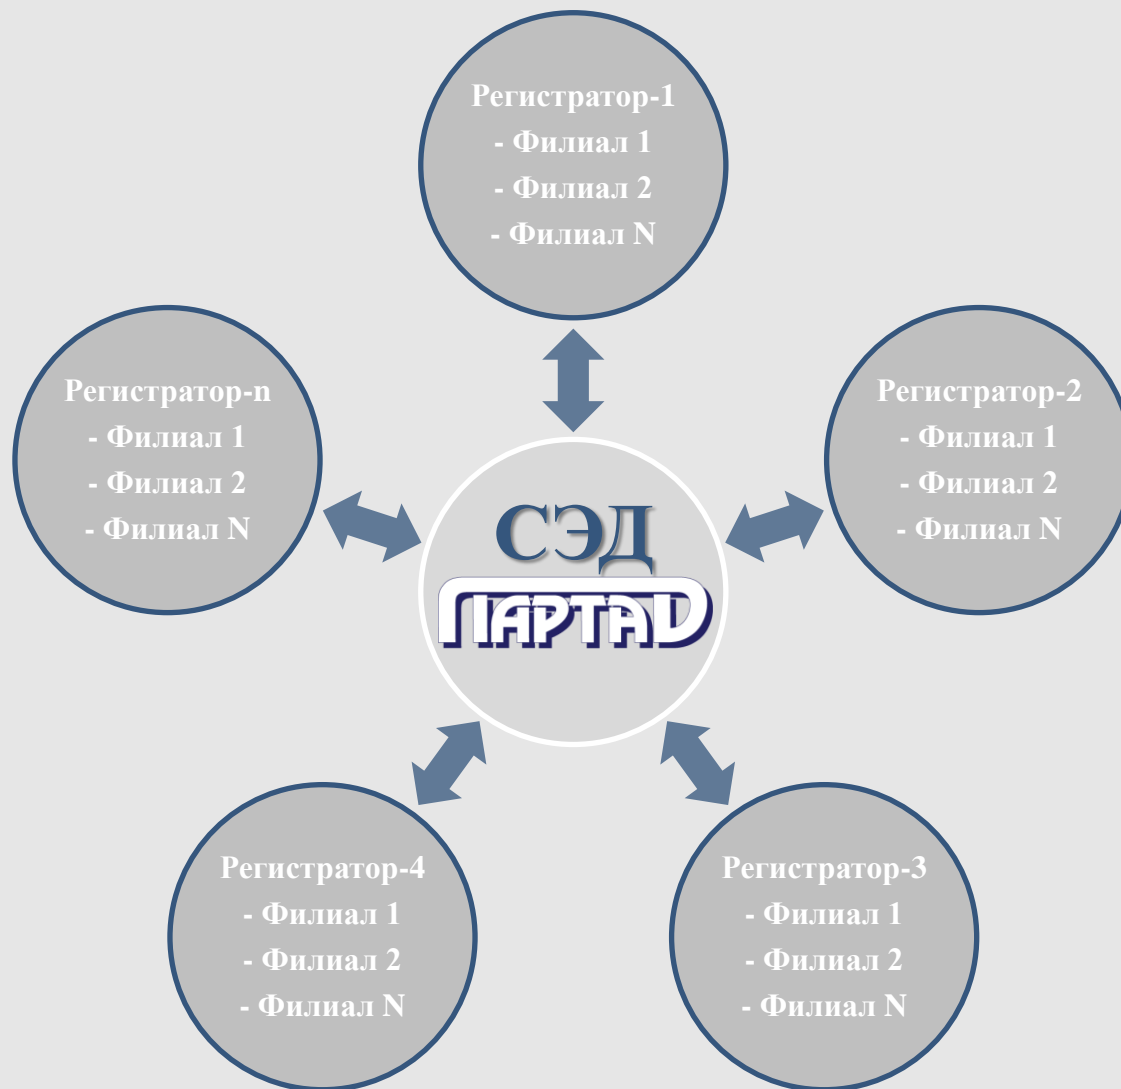 Регистратор-1
- Филиал 1
- Филиал 2
- Филиал N
Регистратор-n
- Филиал 1
- Филиал 2
- Филиал N
Регистратор-2
- Филиал 1
- Филиал 2
- Филиал N
СЭД
ПАРТАД
Регистратор-4
- Филиал 1
- Филиал 2
- Филиал N
Регистратор-3
- Филиал 1
- Филиал 2
- Филиал N